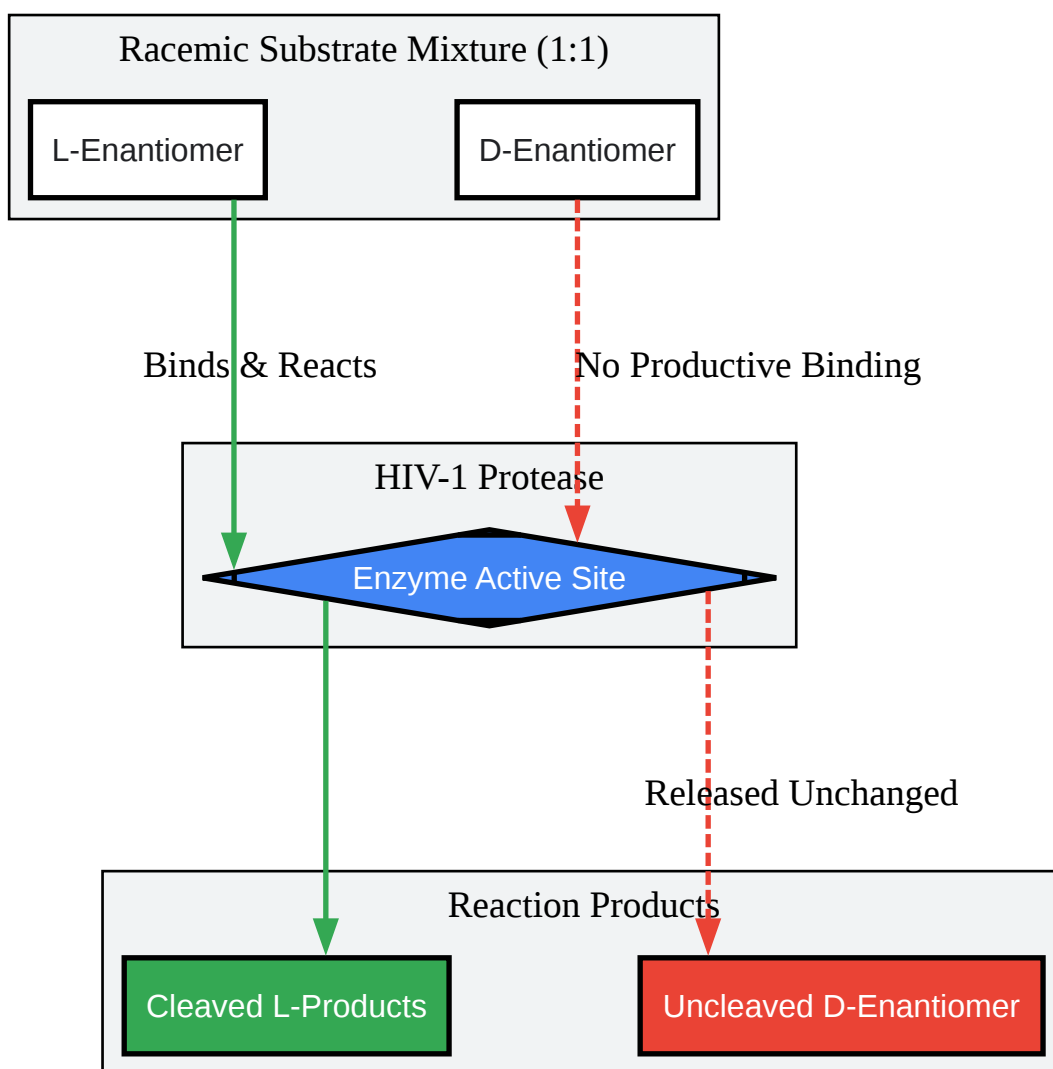 Racemic Substrate Mixture (1:1)
L-Enantiomer
D-Enantiomer
Binds & Reacts
No Productive Binding
HIV-1 Protease
Enzyme Active Site
Released Unchanged
Reaction Products
Cleaved L-Products
Uncleaved D-Enantiomer